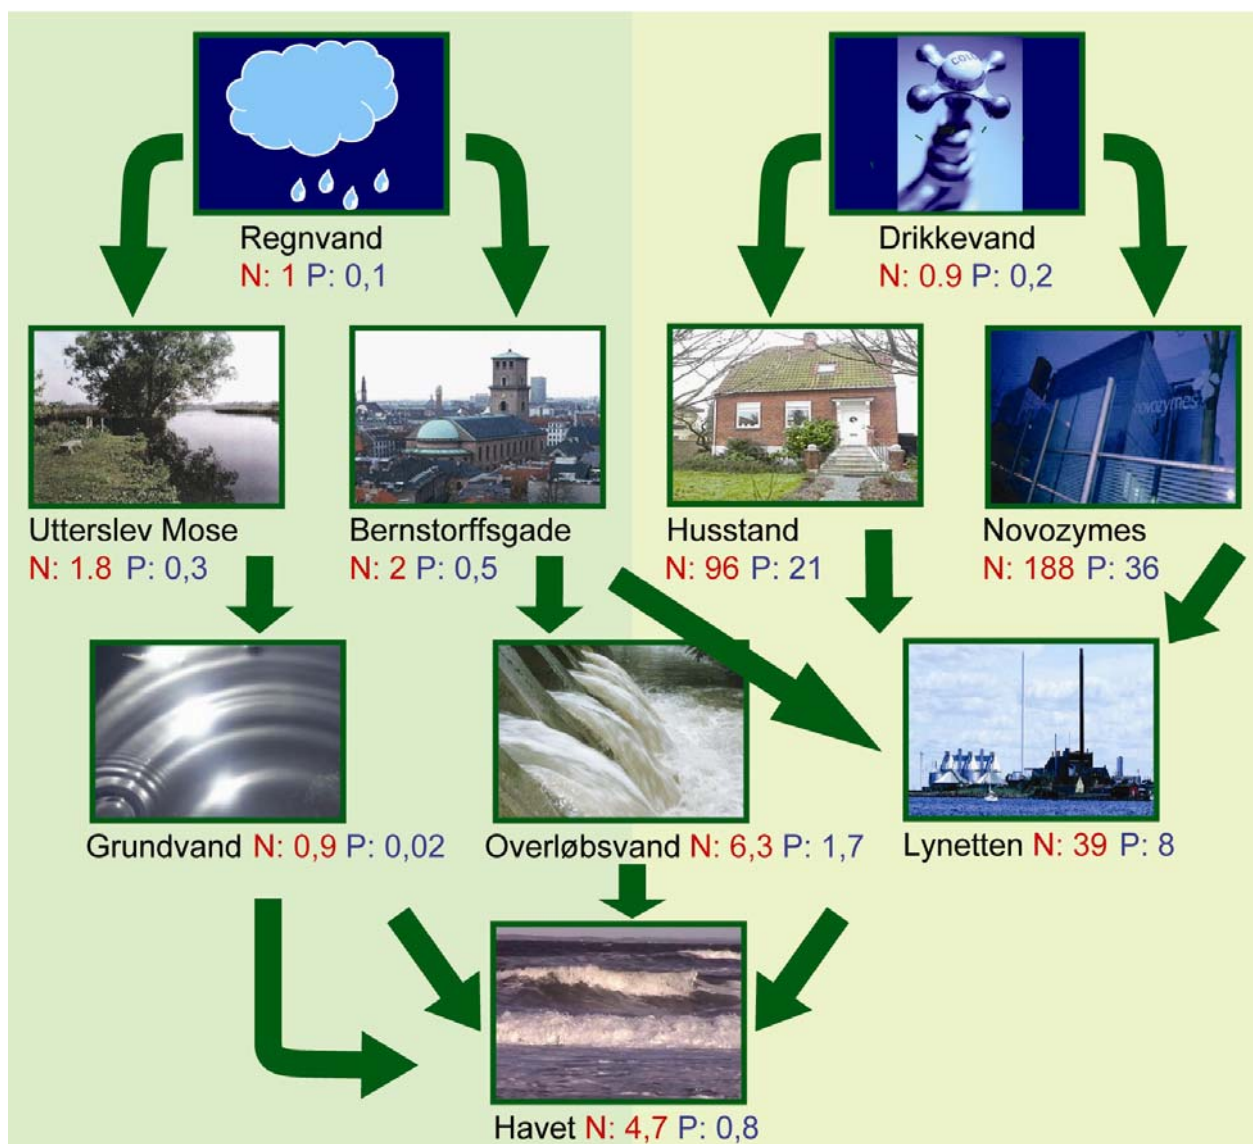 COLD
Regnvand
N: 1 P: 0,1
Drikkevand
N: 0.9 P: 0,2
novozymes
Utterslev Mose
N: 1.8 P: 0,3
Bernstorffsgade
N: 2 P: 0,5
Husstand
N: 96 P: 21
Novozymes
N: 188 P: 36
Grundvand N: 0,9 P: 0,02
Overløbsvand N: 6,3 P: 1,7
Lynetten N: 39 P: 8
Havet N: 4,7 P: 0,8